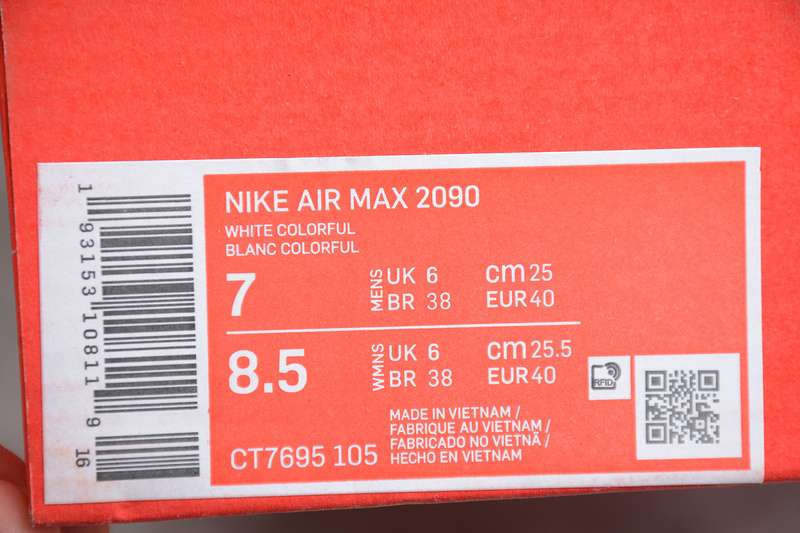 NIKE AIR MAX 2090
WHITE COLORFUL
BLANC COLORFUL
7
MENS
UK 6 cm 25
BR 38 EUR 40
8.5
WMNS
UK 6 cm 25.5
BR 38 EUR 40
MADE IN VIETNAM /
FABRIQUE AU VIETNAM /
FABRICADO NO VIETNÃ /
HECHO EN VIETNAM
CT7695 105
RFID
1 93153 10811 9
16